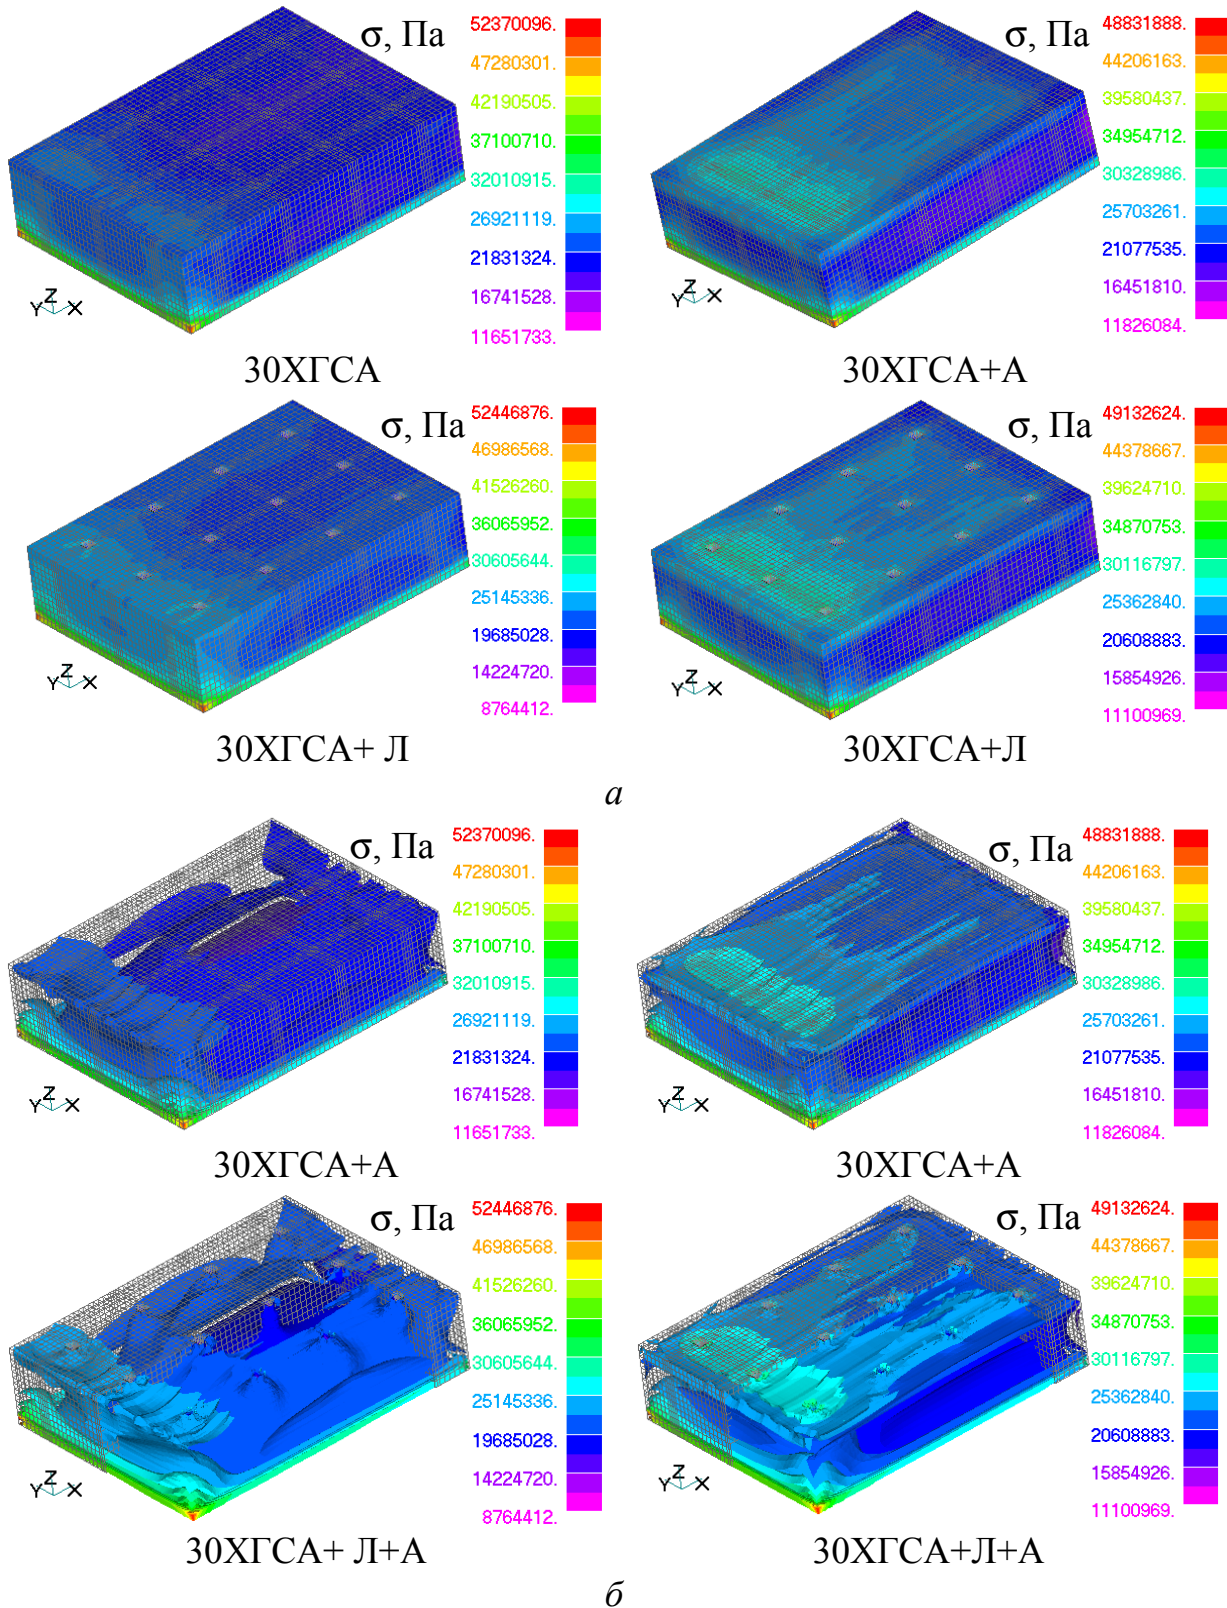 σ, Па
52370096.
47280301.
42190505.
37100710.
32010915.
26921119.
21831324.
16741528.
11651733.
Z
Y X
30ХГСА
σ, Па
48831888.
44206163.
39580437.
34954712.
30328986.
25703261.
21077535.
16451810.
11826084.
Z
Y X
30ХГСА+А
σ, Па
52446876.
46986568.
41526260.
36065952.
30605644.
25145336.
19685028.
14224720.
8764412.
Z
Y X
30ХГСА+ Л
σ, Па
49132624.
44378667.
39624710.
34870753.
30116797.
25362840.
20608883.
15854926.
11100969.
Z
Y X
30ХГСА+Л
а
σ, Па
52370096.
47280301.
42190505.
37100710.
32010915.
26921119.
21831324.
16741528.
11651733.
Z
Y X
30ХГСА+А
σ, Па
48831888.
44206163.
39580437.
34954712.
30328986.
25703261.
21077535.
16451810.
11826084.
Z
Y X
30ХГСА+А
σ, Па
52446876.
46986568.
41526260.
36065952.
30605644.
25145336.
19685028.
14224720.
8764412.
Z
Y X
30ХГСА+ Л+А
σ, Па
49132624.
44378667.
39624710.
34870753.
30116797.
25362840.
20608883.
15854926.
11100969.
Z
Y X
30ХГСА+Л+А
б